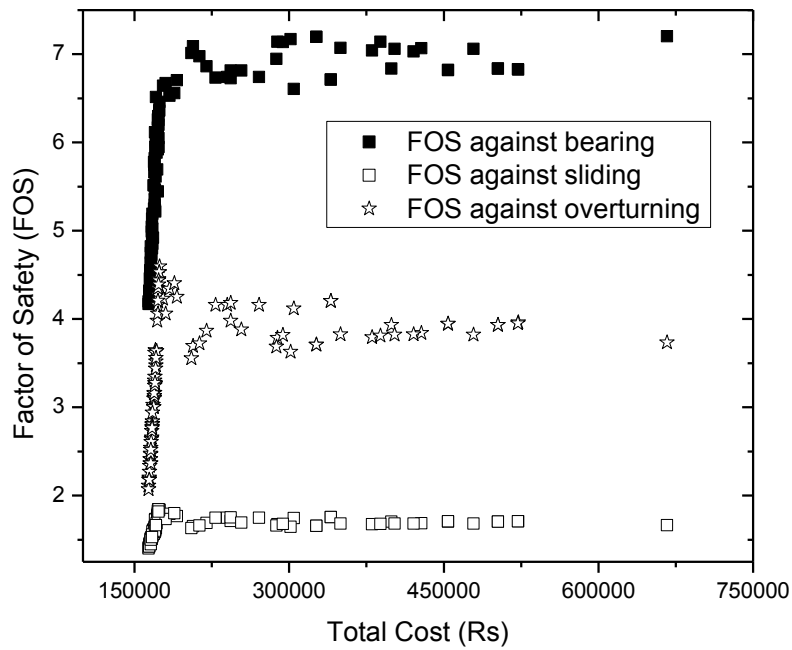 7
6
5
4
3
2
Factor of Safety (FOS)
FOS against bearing
FOS against sliding
FOS against overturning
150000 300000 450000 600000 750000
Total Cost (Rs)